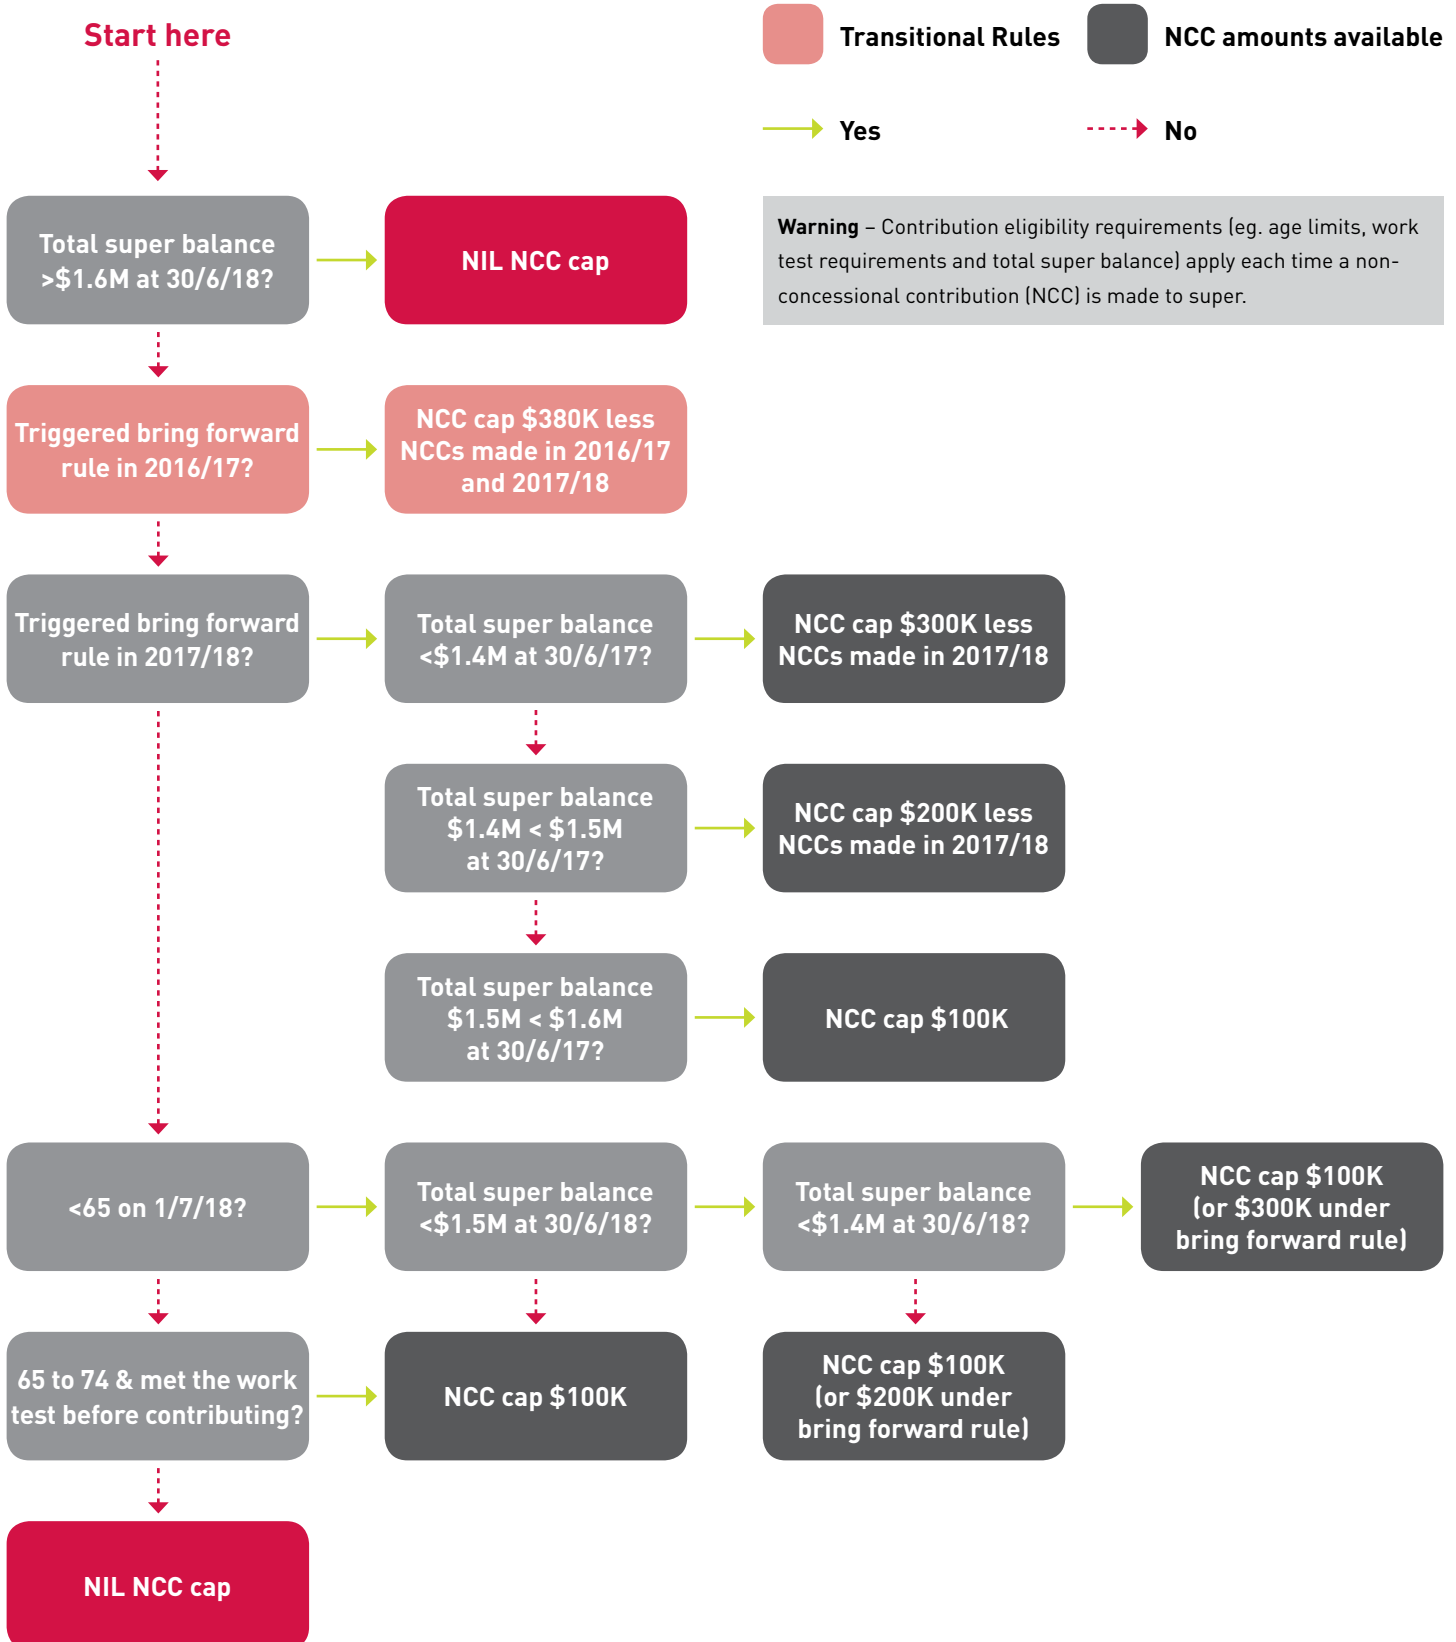 Start here
Transitional Rules
NCC amounts available
Yes
No
Warning – Contribution eligibility requirements (eg. age limits, work
test requirements and total super balance) apply each time a non-
concessional contribution (NCC) is made to super.
Total super balance
>$1.6M at 30/6/18?
NIL NCC cap
Triggered bring forward
rule in 2016/17?
NCC cap $380K less
NCCs made in 2016/17
and 2017/18
Triggered bring forward
rule in 2017/18?
Total super balance
<$1.4M at 30/6/17?
NCC cap $300K less
NCCs made in 2017/18
Total super balance
$1.4M < $1.5M
at 30/6/17?
NCC cap $200K less
NCCs made in 2017/18
Total super balance
$1.5M < $1.6M
at 30/6/17?
NCC cap $100K
<65 on 1/7/18?
Total super balance
<$1.5M at 30/6/18?
Total super balance
<$1.4M at 30/6/18?
NCC cap $100K
(or $300K under
bring forward rule)
65 to 74 & met the work
test before contributing?
NCC cap $100K
NCC cap $100K
(or $200K under
bring forward rule)
NIL NCC cap